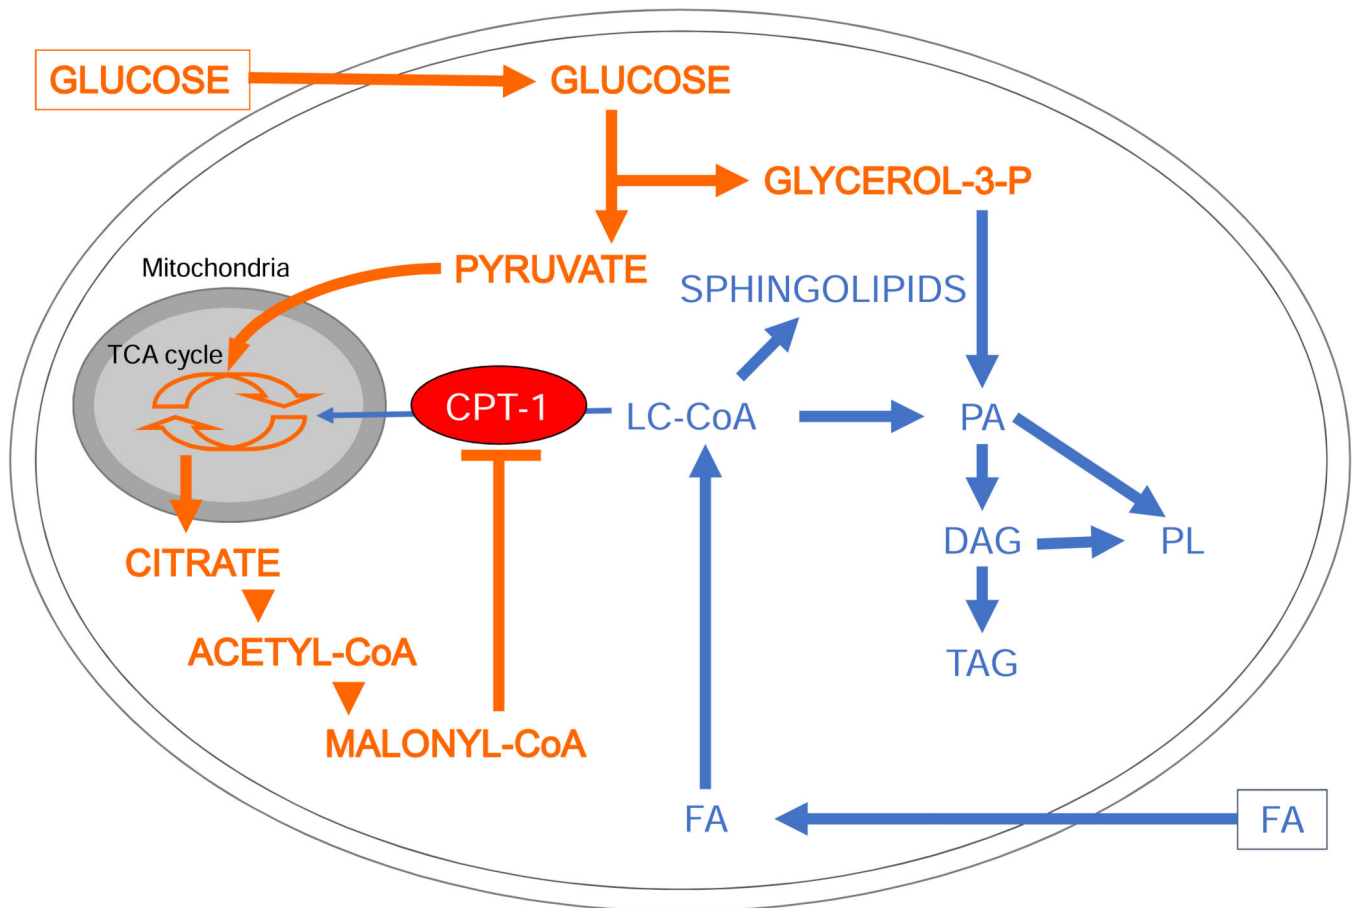 GLUCOSE
GLUCOSE
GLYCEROL-3-P
Mitochondria
PYRUVATE
SPHINGOLIPIDS
TCA cycle
CPT-1
LC-CoA
PA
CITRATE
DAG
PL
ACETYL-CoA
TAG
MALONYL-CoA
FA
FA